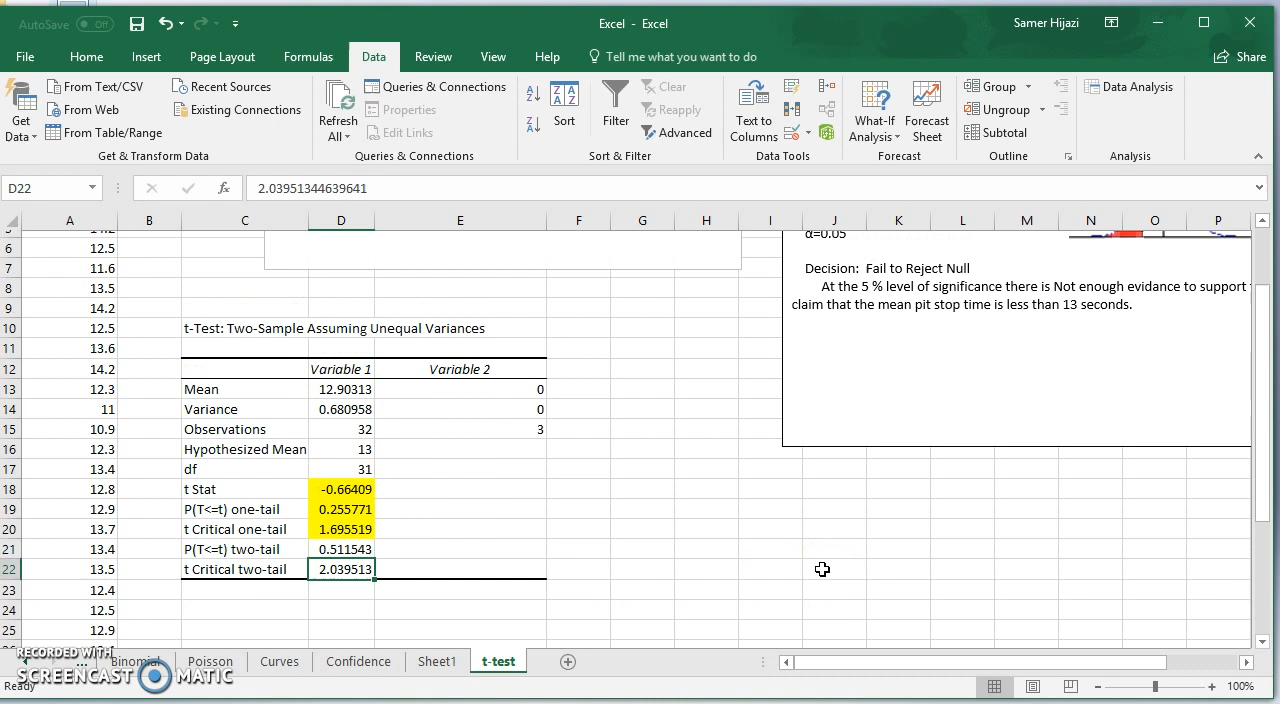 AutoSave Off
Excel - Excel
Samer Hijazi
File Home Insert Page Layout Formulas Data Review View Help Tell me what you want to do Share
Get Data
From Text/CSV
From Web
From Table/Range
Recent Sources
Existing Connections
Get & Transform Data
Refresh All
Queries & Connections
Properties
Edit Links
Queries & Connections
Sort
Filter
Clear
Reapply
Advanced
Sort & Filter
Text to Columns
Data Tools
What-If Analysis
Forecast Sheet
Forecast
Group
Ungroup
Subtotal
Outline
Data Analysis
Analysis
D22 fx 2.03951344639641
A B C D E F G H I J K L M N O P
α=0.05
6 12.5
7 11.6 Decision: Fail to Reject Null
8 13.5 At the 5 % level of significance there is Not enough evidance to support
9 14.2 claim that the mean pit stop time is less than 13 seconds.
10 12.5 t-Test: Two-Sample Assuming Unequal Variances
11 13.6
12 14.2 Variable 1 Variable 2
13 12.3 Mean 12.90313 0
14 11 Variance 0.680958 0
15 10.9 Observations 32 3
16 12.3 Hypothesized Mean 13
17 13.4 df 31
18 12.8 t Stat -0.66409
19 12.9 P(T<=t) one-tail 0.255771
20 13.7 t Critical one-tail 1.695519
21 13.4 P(T<=t) two-tail 0.511543
22 13.5 t Critical two-tail 2.039513
23 12.4
24 12.5
25 12.9
... Binomial Poisson Curves Confidence Sheet1 t-test
RECORDED WITH
SCREENCAST MATIC
Ready
100%